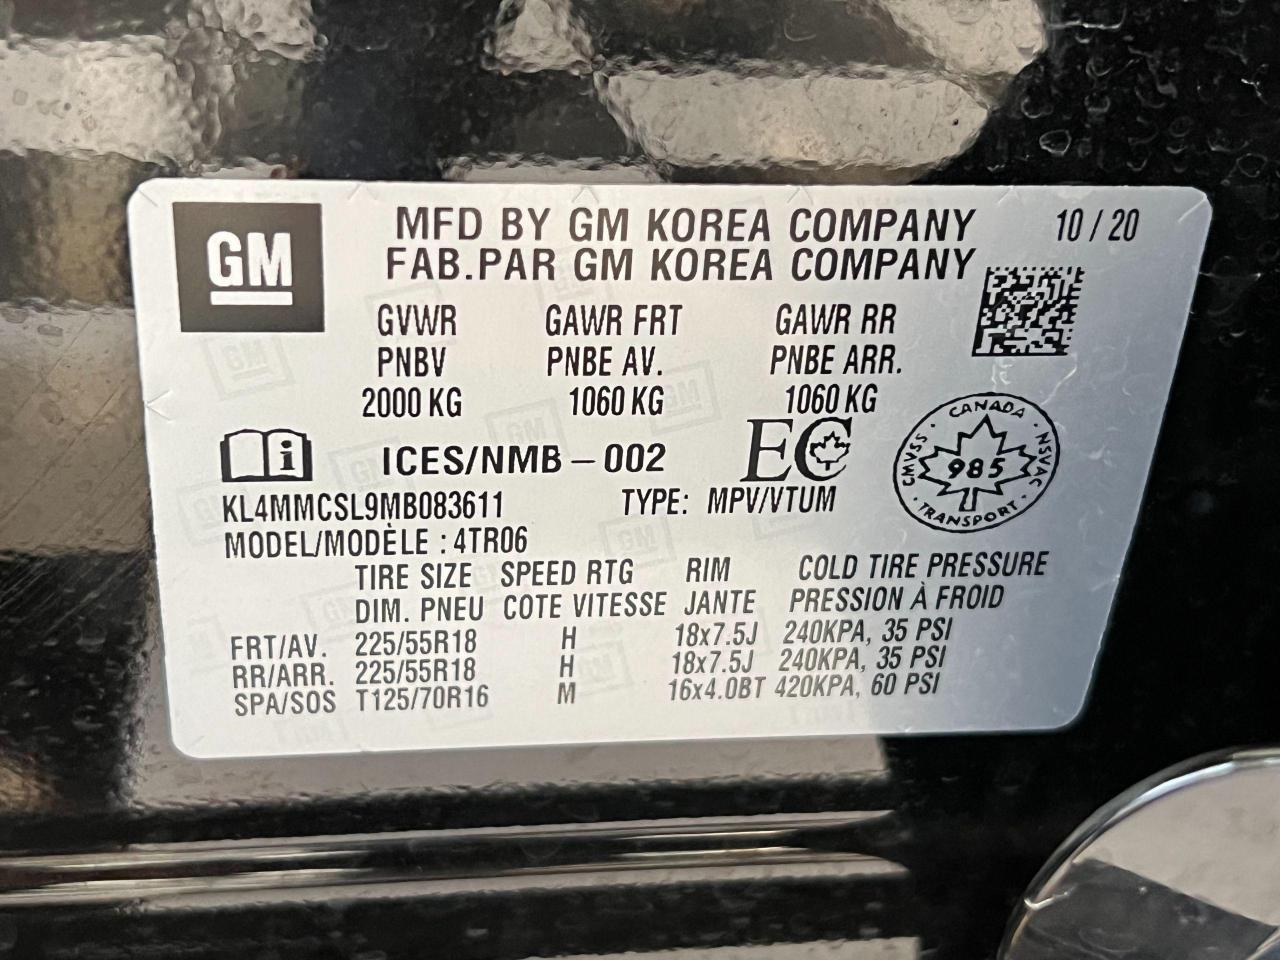 GM
MFD BY GM KOREA COMPANY 10 / 20
FAB.PAR GM KOREA COMPANY
GVWR GAWR FRT GAWR RR
PNBV PNBE AV. PNBE ARR.
2000 KG 1060 KG 1060 KG
i ICES/NMB – 002 EC
CANADA
CMVSS 985 NSVAC
TRANSPORT
KL4MMCSL9MB083611 TYPE: MPV/VTUM
MODEL/MODÈLE : 4TR06
TIRE SIZE SPEED RTG RIM COLD TIRE PRESSURE
DIM. PNEU COTE VITESSE JANTE PRESSION À FROID
FRT/AV. 225/55R18 H 18x7.5J 240KPA, 35 PSI
RR/ARR. 225/55R18 H 18x7.5J 240KPA, 35 PSI
SPA/SOS T125/70R16 M 16x4.0BT 420KPA, 60 PSI